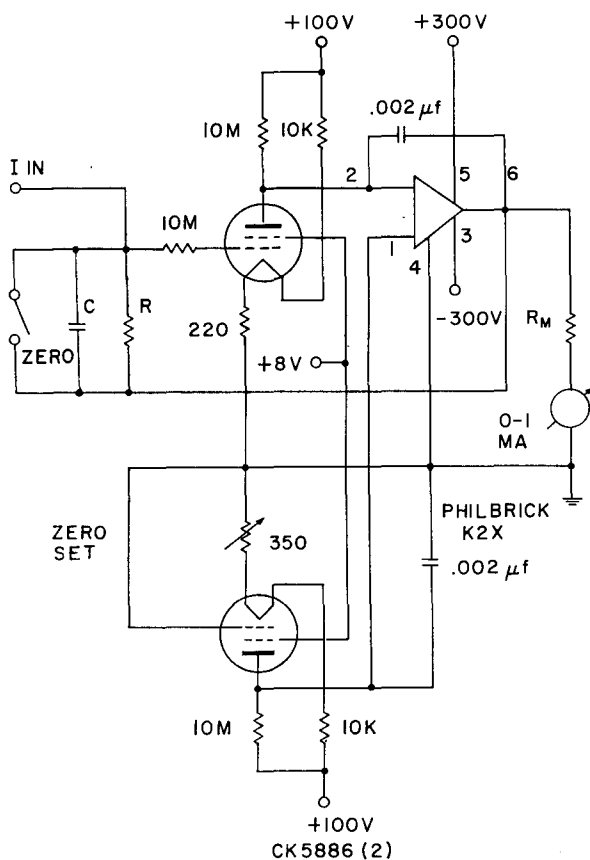 +100V
+300V
.002 μf
10M
10K
I IN
2
5
6
10M
1
3
4
C
R
-300V
RM
220
ZERO
+8V
0-1
MA
ZERO
SET
PHILBRICK
K2X
350
.002 μf
10M
10K
+100V
CK5886 (2)